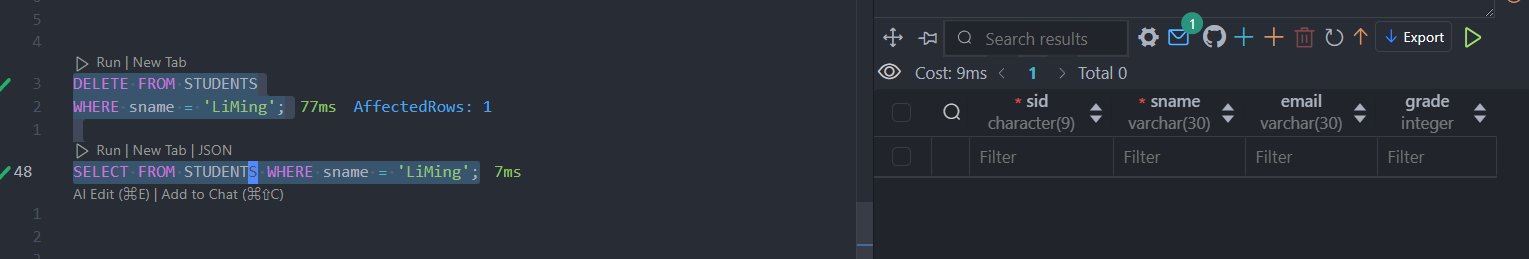 5
4
Run | New Tab
3 DELETE FROM STUDENTS
2 WHERE sname = 'LiMing'; 77ms AffectedRows: 1
1
Run | New Tab | JSON
48 SELECT FROM STUDENTS WHERE sname = 'LiMing'; 7ms
AI Edit (⌘E) | Add to Chat (⌘⇧C)
1
2
1
Search results
Export
Cost: 9ms < 1 > Total 0
* sid * sname email grade
character(9) varchar(30) varchar(30) integer
Filter Filter Filter Filter